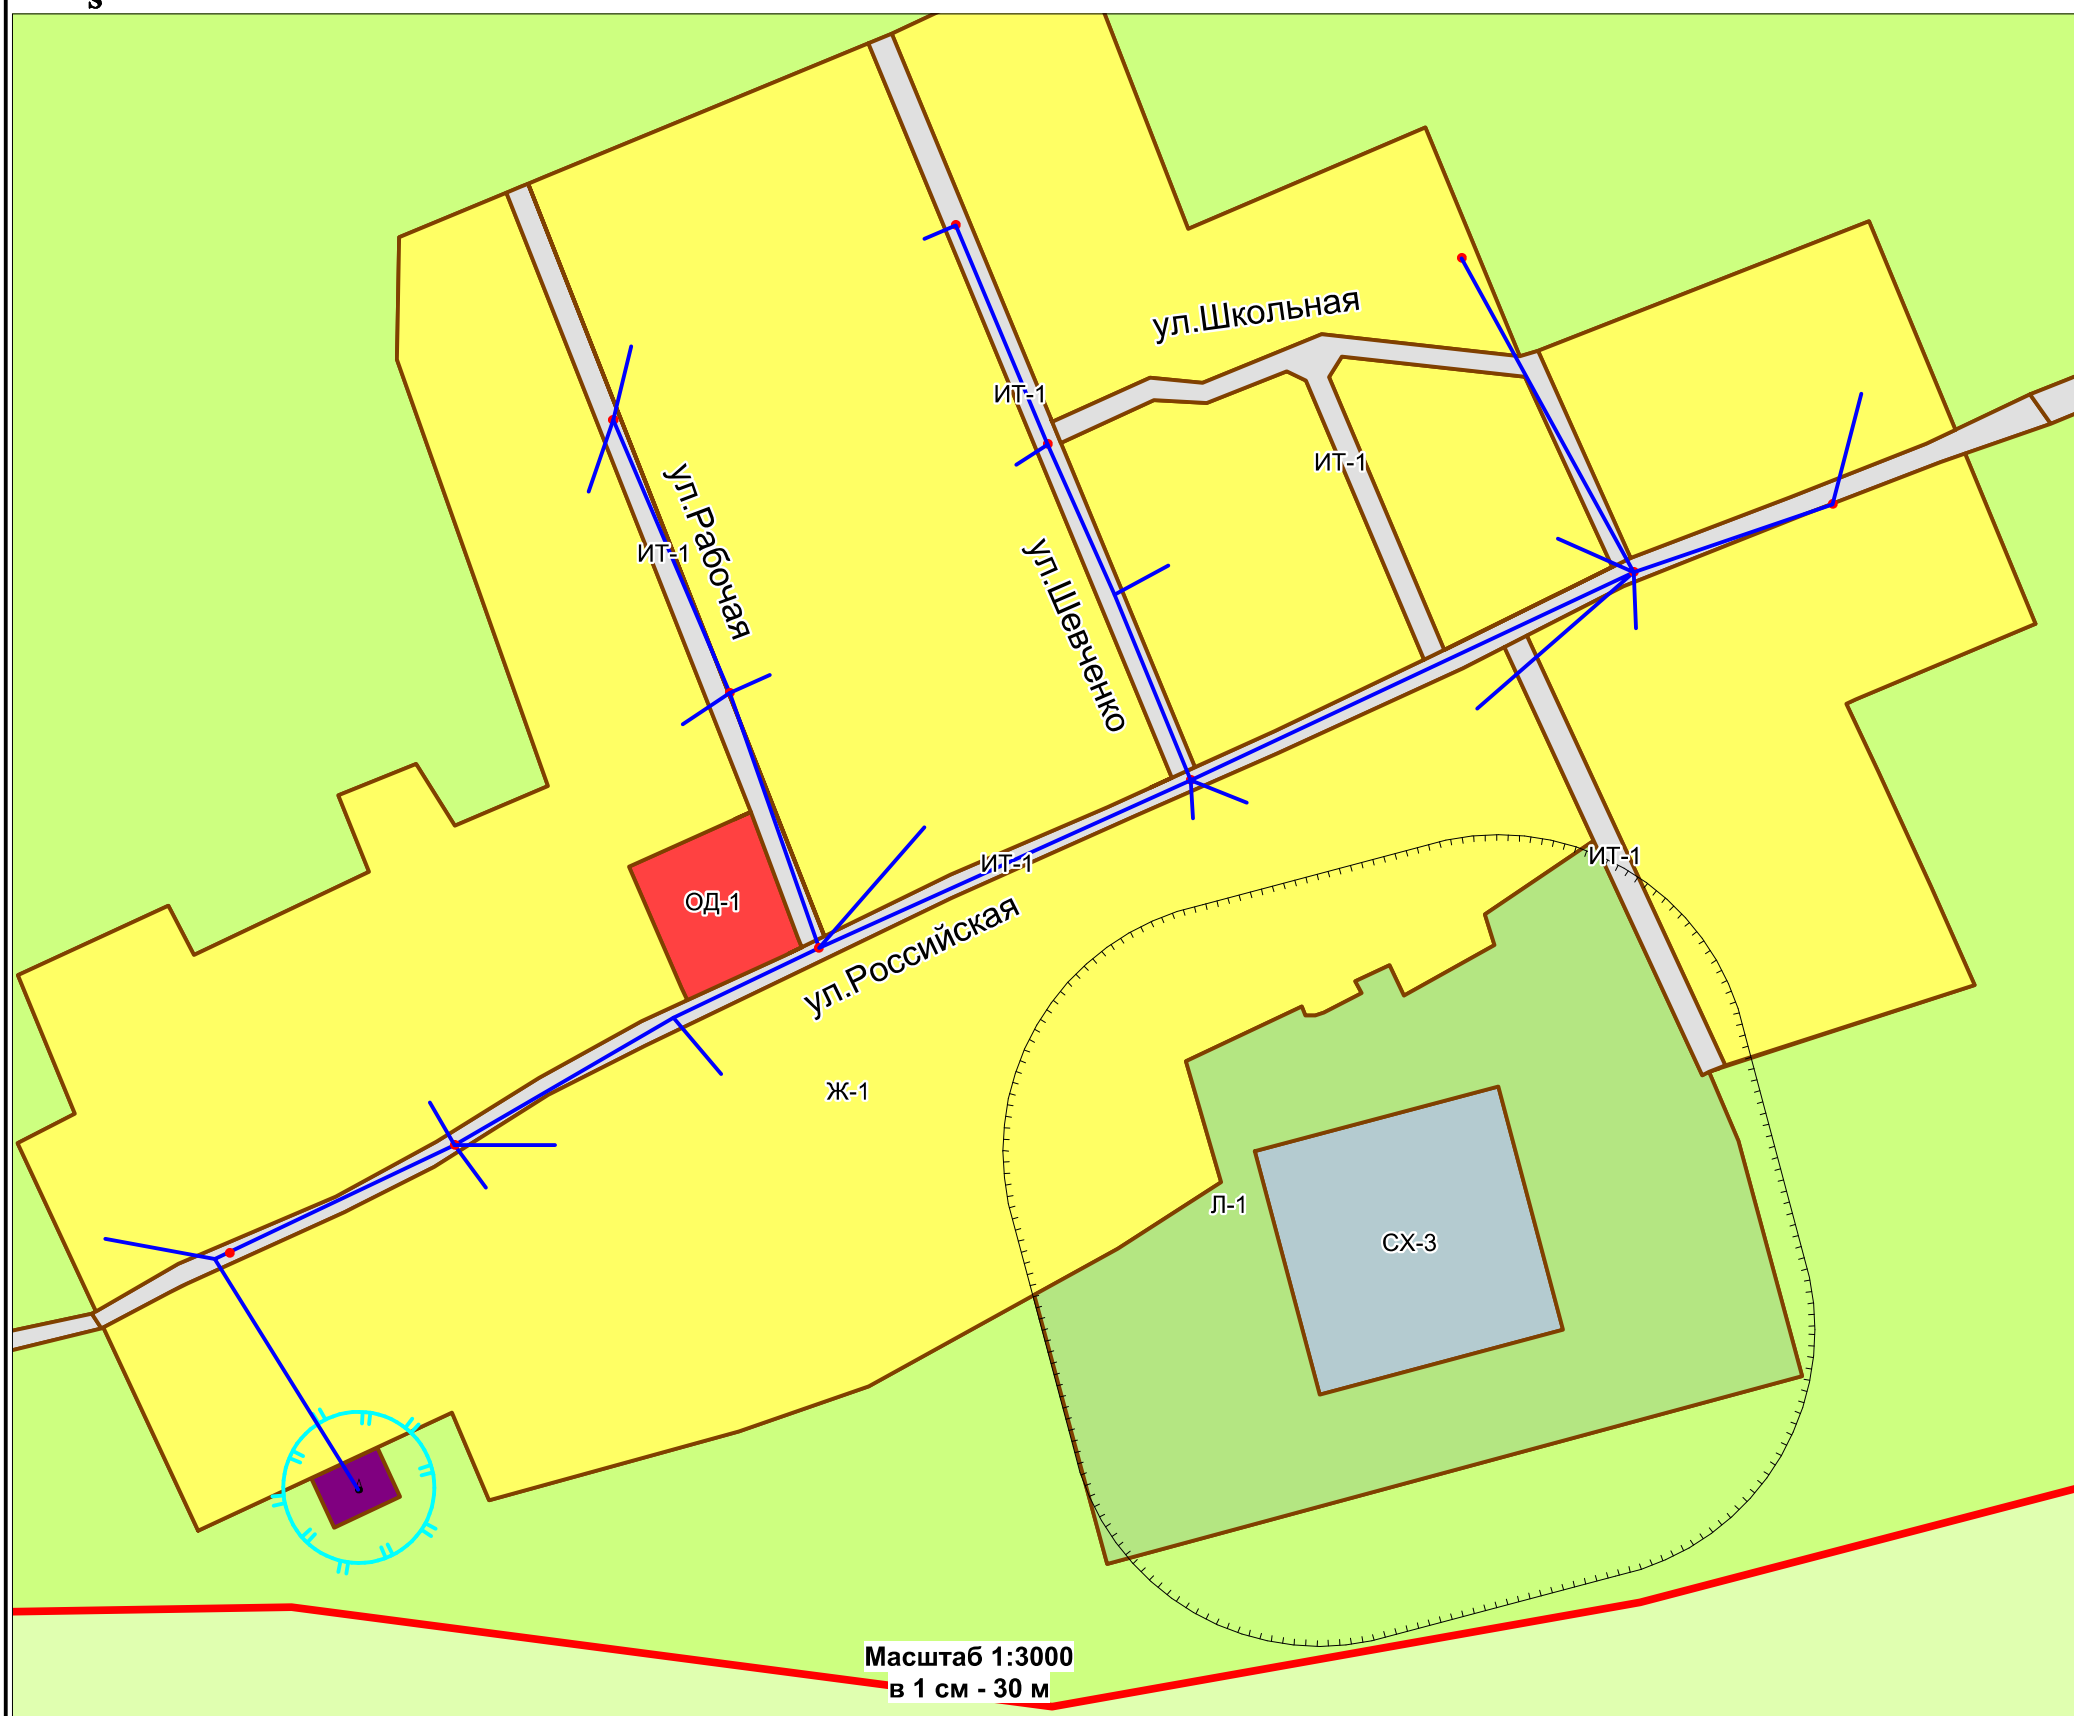 s
ул.Школьная
ИТ-1
ИТ-1
ул.Рабочая
ИТ-1
ул.Шевченко
ИТ-1
ИТ-1
ОД-1
ул.Российская
Ж-1
Л-1
СХ-3
Масштаб 1:3000
в 1 см - 30 м